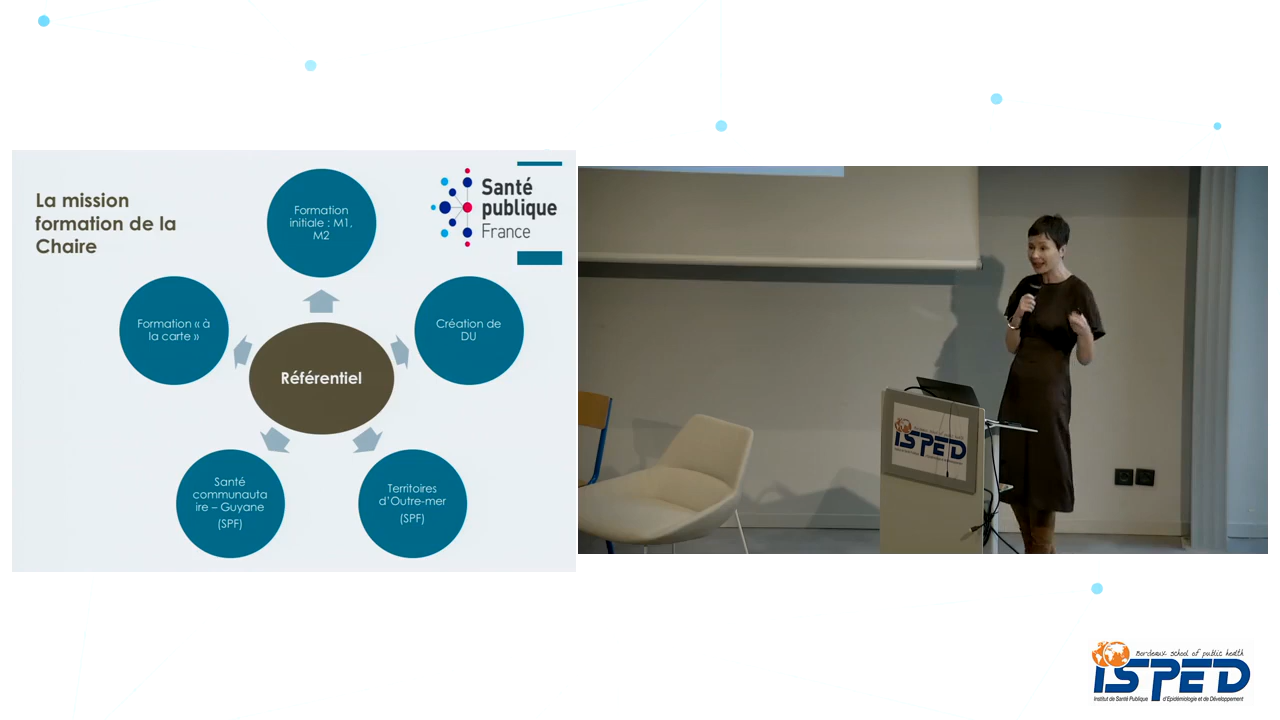 La mission
formation de la
Chaire
Santé
publique
France
Formation
initiale : M1,
M2
Formation « à
la carte »
Création de
DU
Référentiel
Santé
communauta
ire – Guyane
(SPF)
Territoires
d'Outre-mer
(SPF)
ISPED
Bordeaux school of public health
ISPED
Institut de Santé Publique d'Epidémiologie et de Développement